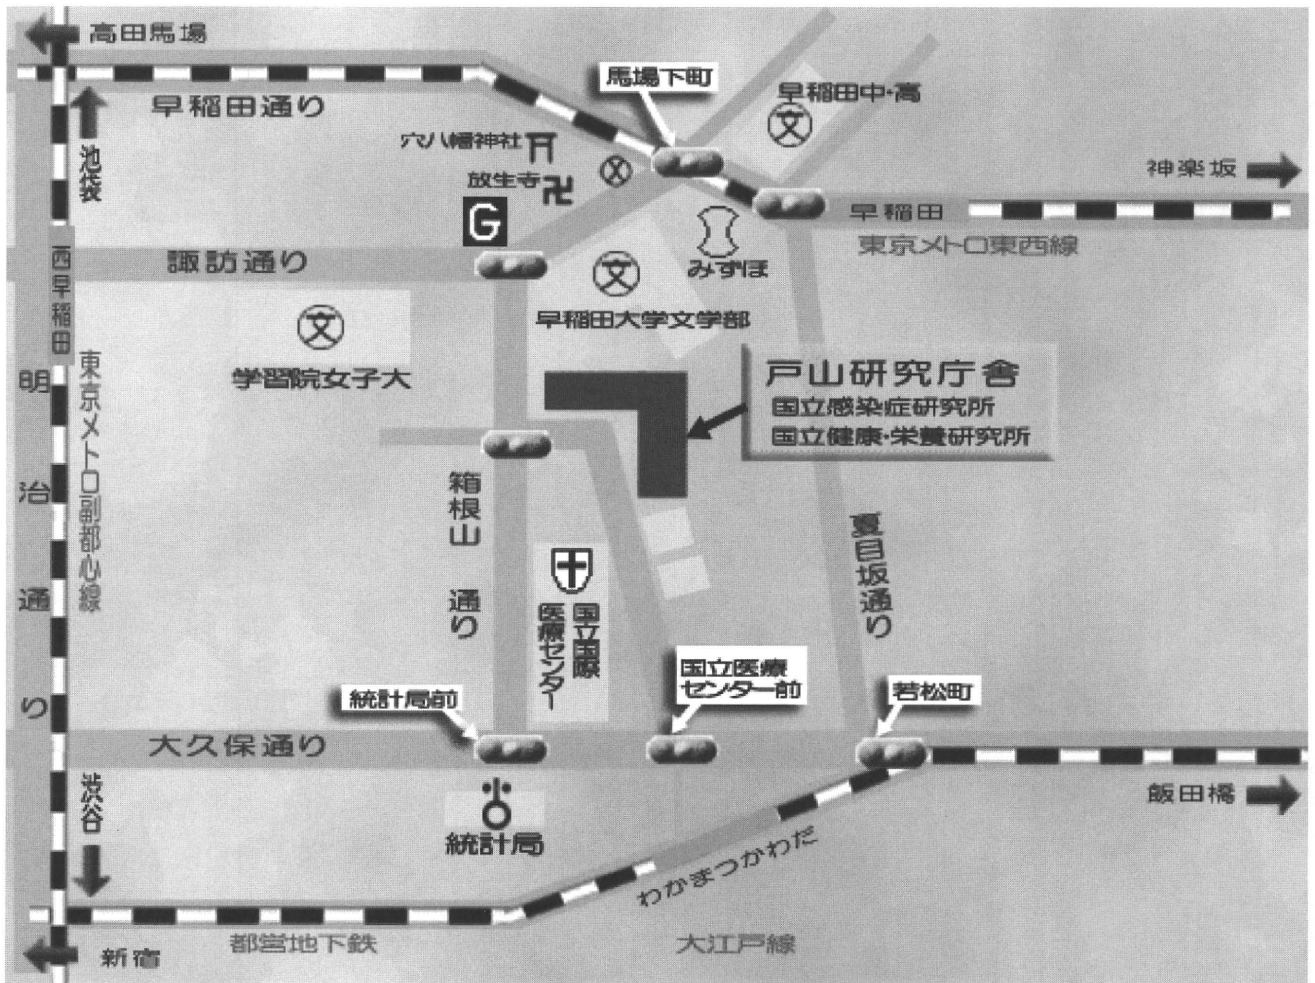 高田馬場
早稲田通り
馬場下町
早稲田中・高
文
穴八幡神社
放生寺
神楽坂
池袋
G
早稲田
東京メトロ東西線
みずほ
諏訪通り
西早稲田
文
早稲田大学文学部
文
学習院女子大
戸山研究庁舎
国立感染症研究所
国立健康・栄養研究所
明治通り
東京メトロ副都心線
箱根山通り
夏目坂通り
国立国際
医療センター
国立医療
センター前
統計局前
若松町
大久保通り
渋谷
統計局
飯田橋
わかまつかわだ
都営地下鉄
大江戸線
新宿